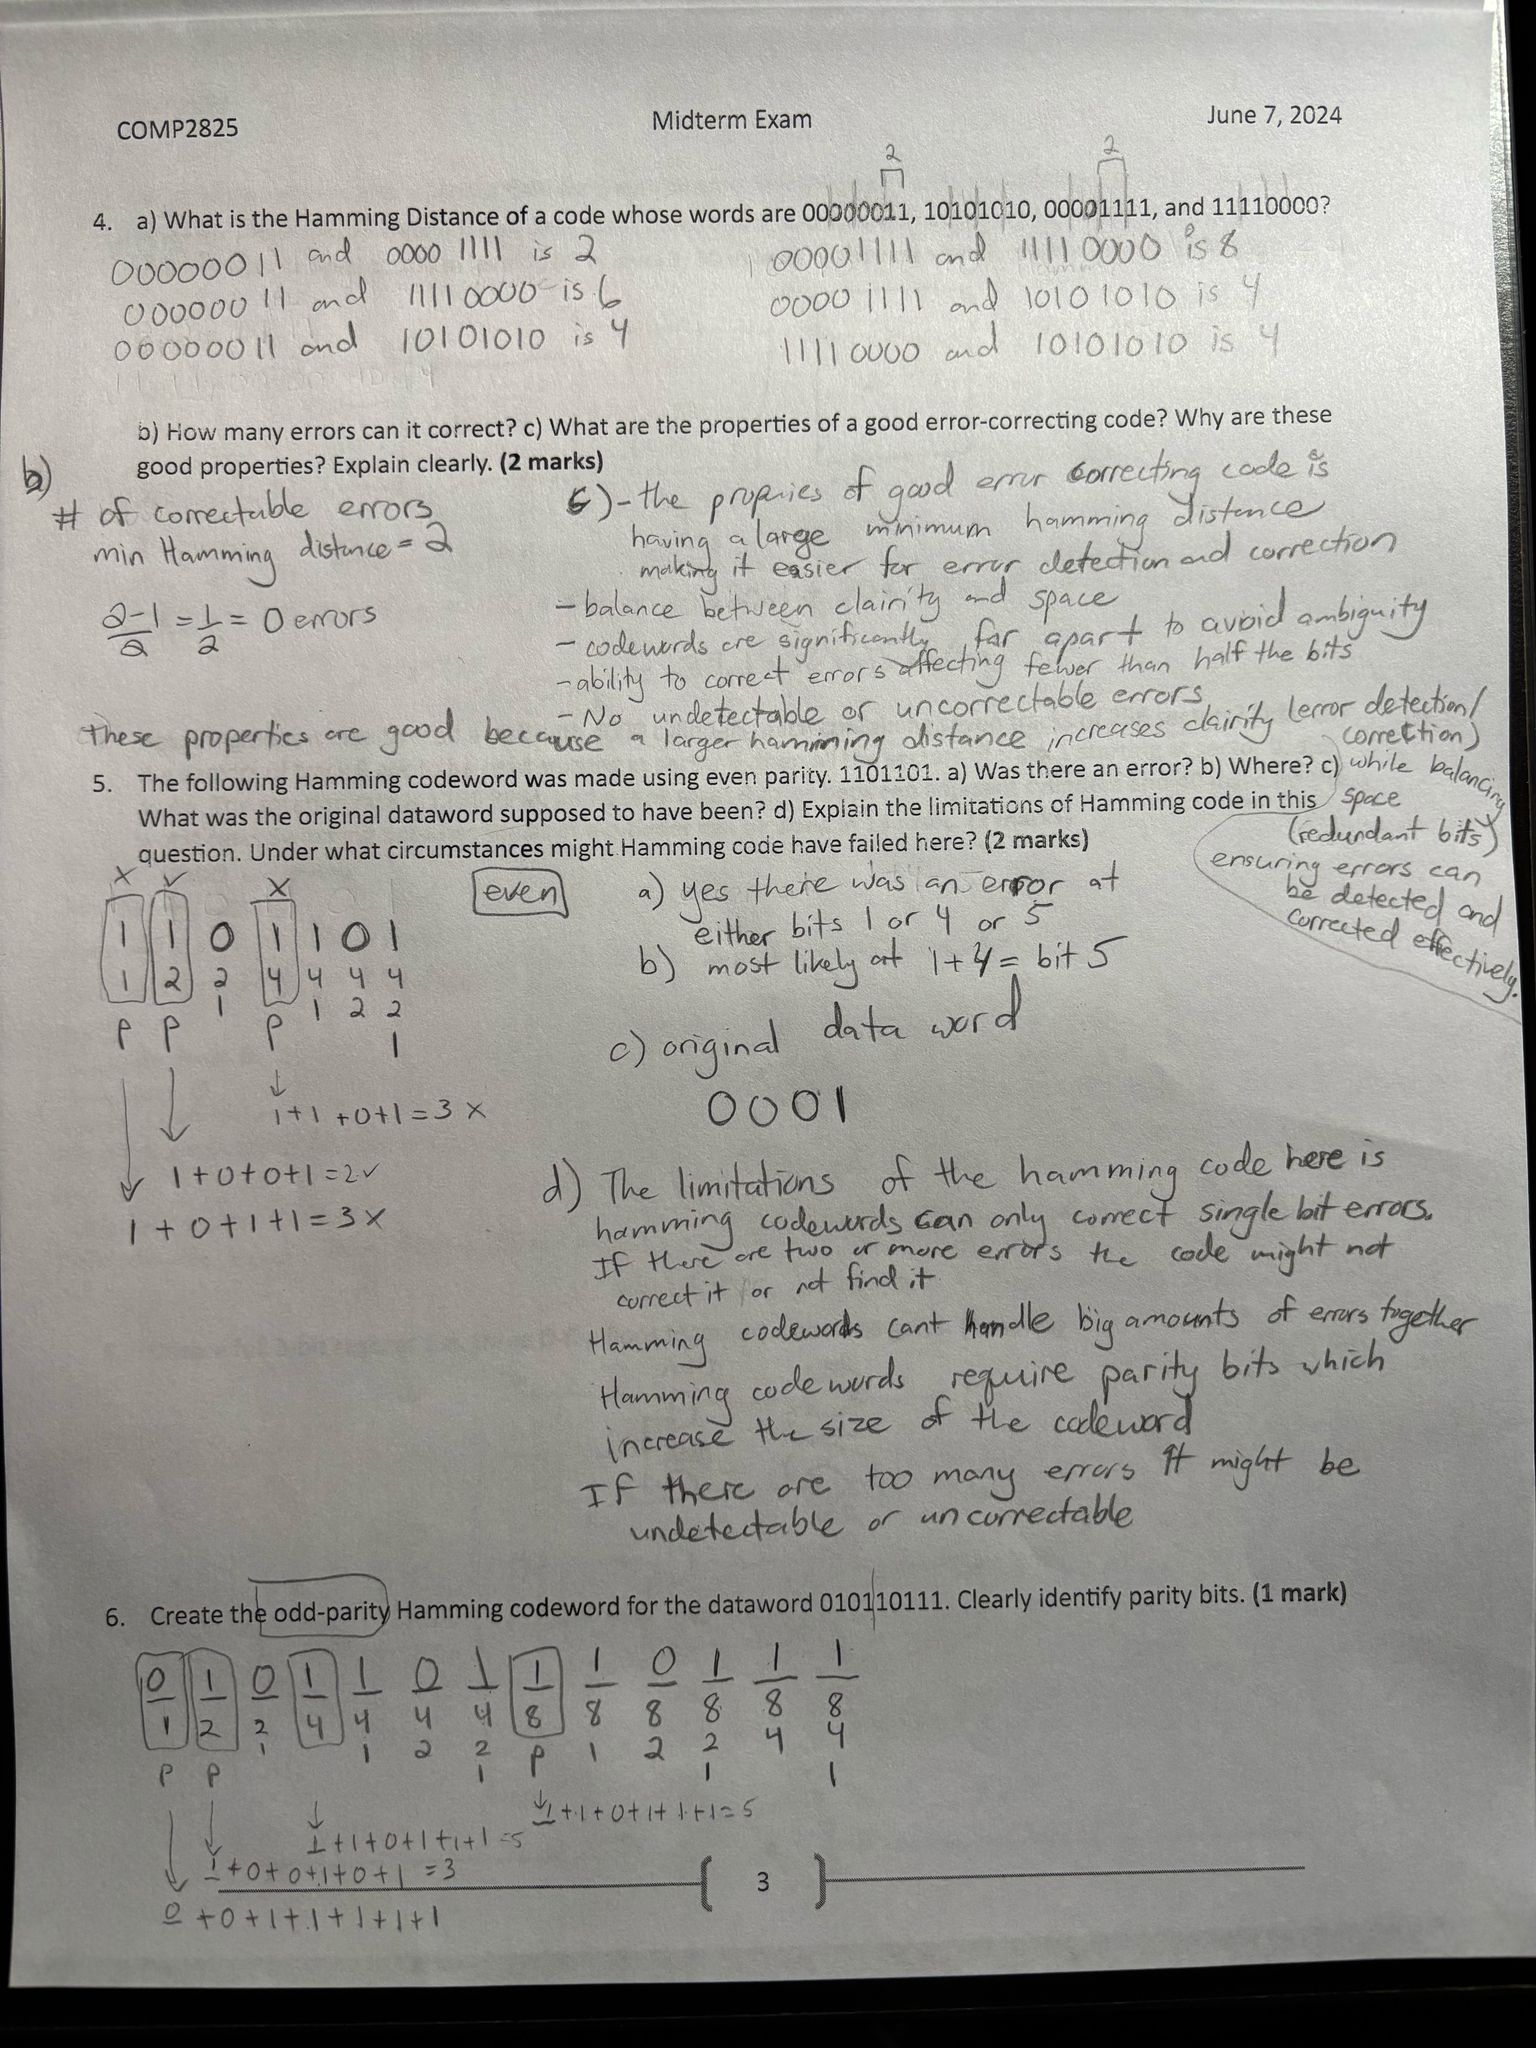 COMP2825 Midterm Exam June 7, 2024
2 2
4. a) What is the Hamming Distance of a code whose words are 00000011, 10101010, 00001111, and 11110000?
00000011 and 0000 1111 is 2
000000 11 and 11110000 is 6
00000011 and 10101010 is 4
00001111 and 1111 0000 is 8
0000 1111 and 10101010 is 4
11110000 and 10101010 is 4
b) How many errors can it correct? c) What are the properties of a good error-correcting code? Why are these
good properties? Explain clearly. (2 marks)
b)
# of correctable errors
min Hamming distance = 2
2-1/2 = 1/2 = 0 errors
c) - the propries of good error correcting code is
having a large minimum hamming distance
making it easier for error detection and correction
- balance between clairity and space
- codewords are significantly far apart to avoid ambiguity
- ability to correct errors affecting fewer than half the bits
- No undetectable or uncorrectable errors
These properties are good because a larger hamming distance increases clairity (error detection/
correction)
while balancing
space
(redundant bits)
ensuring errors can
be detected and
corrected effectively.
5. The following Hamming codeword was made using even parity. 1101101. a) Was there an error? b) Where? c)
What was the original dataword supposed to have been? d) Explain the limitations of Hamming code in this
question. Under what circumstances might Hamming code have failed here? (2 marks)
x ✓ x
1 1 0 1 1 0 1
1 2 2 4 4 4 4
1 1 2 2
P P P 1
1+1+0+1=3 x
1+0+0+1=2✓
1+0+1+1=3x
even
a) yes there was an error at
either bits 1 or 4 or 5
b) most likely at 1+4= bit 5
c) original data word
0001
d) The limitations of the hamming code here is
hamming codewords can only correct single bit errors.
If there are two or more errors the code might not
correct it or not find it
Hamming codewords cant handle big amounts of errors together
Hamming codewords require parity bits which
increase the size of the codeword
If there are too many errors it might be
undetectable or uncorrectable
6. Create the odd-parity Hamming codeword for the dataword 010110111. Clearly identify parity bits. (1 mark)
0 1 0 1 1 0 1 1 1 0 1 1 1
1 2 2 4 4 4 4 8 8 8 8 8 8
1 1 2 2 P 1 2 2 4 4
P P 1 1 1
1+1+0+1+1+1=5
1+1+0+1+1+1=5
1+0+0+1+0+1=3
0+0+1+1+1+1+1
3